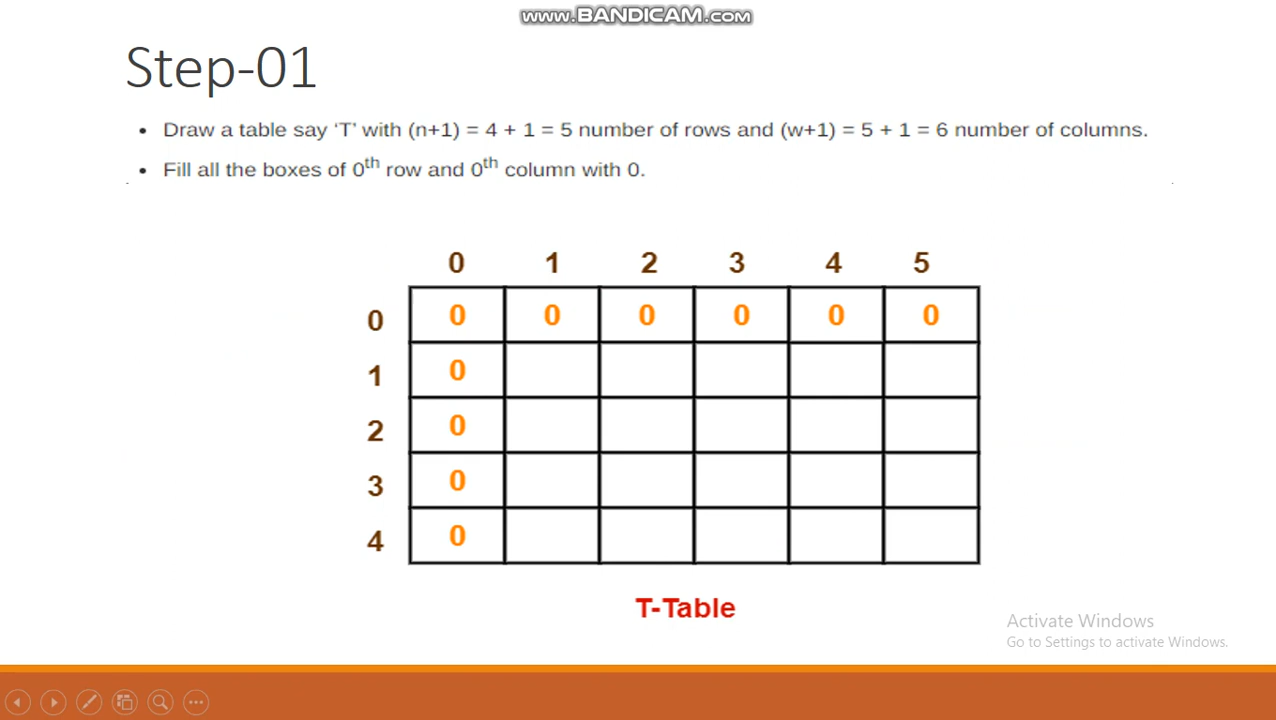 www.BANDICAM.com
Step-01
• Draw a table say ‘T’ with (n+1) = 4 + 1 = 5 number of rows and (w+1) = 5 + 1 = 6 number of columns.
• Fill all the boxes of 0th row and 0th column with 0.
0 1 2 3 4 5
0 0 0 0 0 0 0
1 0
2 0
3 0
4 0
T-Table
Activate Windows
Go to Settings to activate Windows.